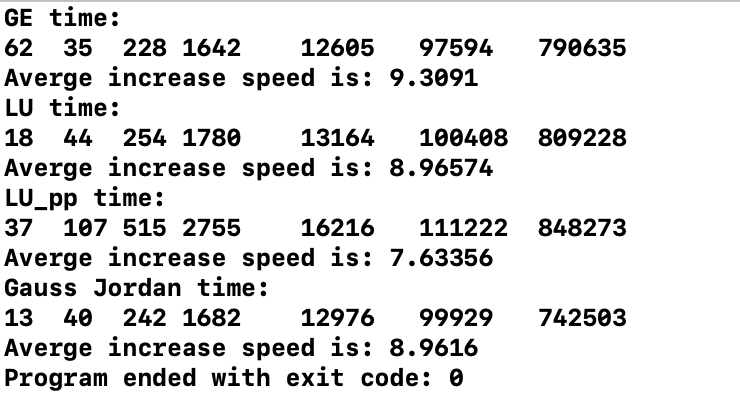 GE time:
62 35 228 1642 12605 97594 790635
Averge increase speed is: 9.3091
LU time:
18 44 254 1780 13164 100408 809228
Averge increase speed is: 8.96574
LU_pp time:
37 107 515 2755 16216 111222 848273
Averge increase speed is: 7.63356
Gauss Jordan time:
13 40 242 1682 12976 99929 742503
Averge increase speed is: 8.9616
Program ended with exit code: 0